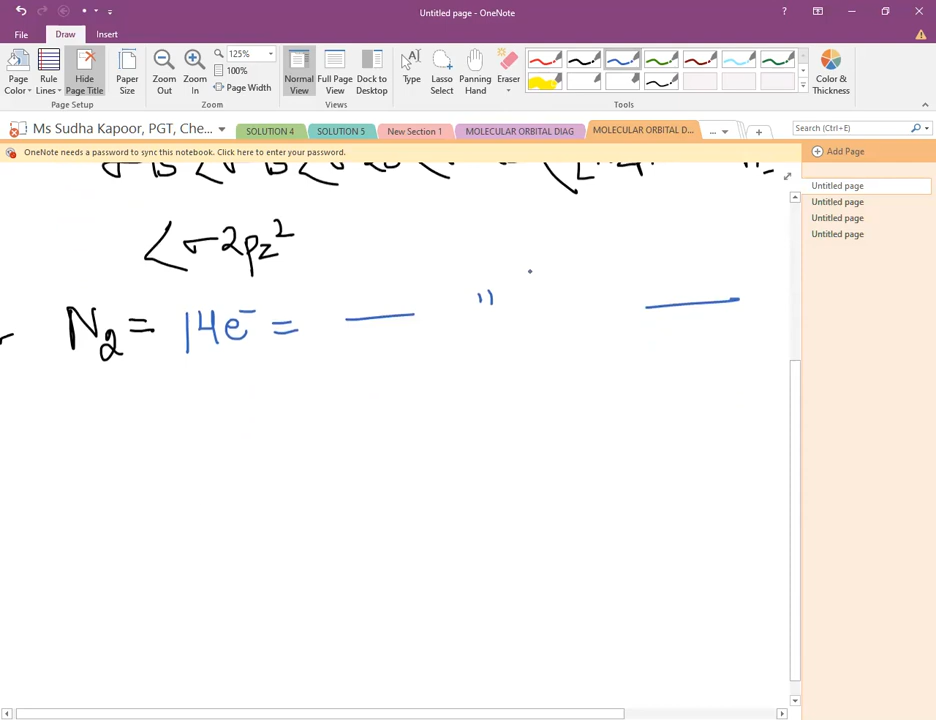 Untitled page - OneNote
File
Draw
Insert
Page Color
Rule Lines
Hide Page Title
Paper Size
Zoom Out
Zoom In
125%
100%
Page Width
Normal View
Full Page View
Dock to Desktop
Type
Lasso Select
Panning Hand
Eraser
Color & Thickness
Page Setup
Zoom
Views
Tools
Ms Sudha Kapoor, PGT, Che...
SOLUTION 4
SOLUTION 5
New Section 1
MOLECULAR ORBITAL DIAG
MOLECULAR ORBITAL D...
...
Search (Ctrl+E)
OneNote needs a password to sync this notebook. Click here to enter your password.
Add Page
Untitled page
Untitled page
Untitled page
Untitled page
< σ2pz²
N₂ = 14e⁻ =
"